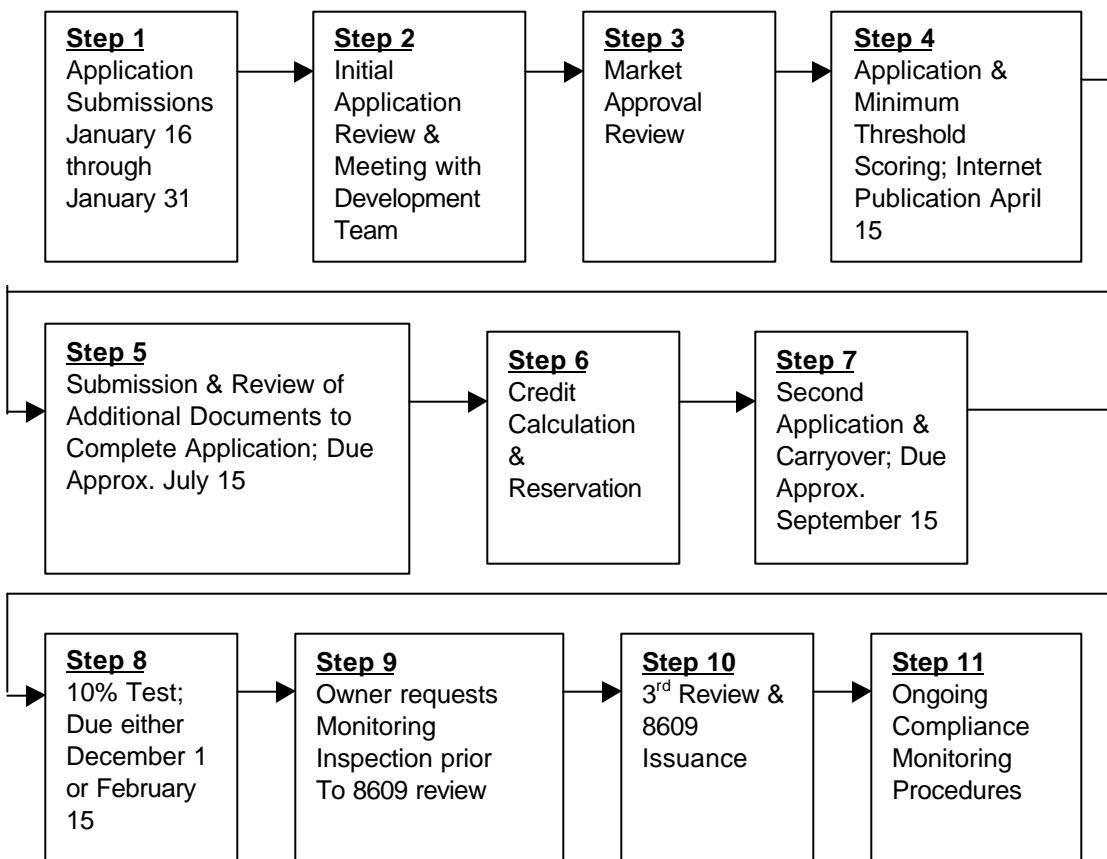 Step 1
Application
Submissions
January 16
through
January 31
Step 2
Initial
Application
Review &
Meeting with
Development
Team
Step 3
Market
Approval
Review
Step 4
Application &
Minimum
Threshold
Scoring; Internet
Publication April
15
Step 5
Submission & Review of
Additional Documents to
Complete Application; Due
Approx. July 15
Step 6
Credit
Calculation
&
Reservation
Step 7
Second
Application &
Carryover; Due
Approx.
September 15
Step 8
10% Test;
Due either
December 1
or February
15
Step 9
Owner requests
Monitoring
Inspection prior
To 8609 review
Step 10
3rd Review &
8609
Issuance
Step 11
Ongoing
Compliance
Monitoring
Procedures